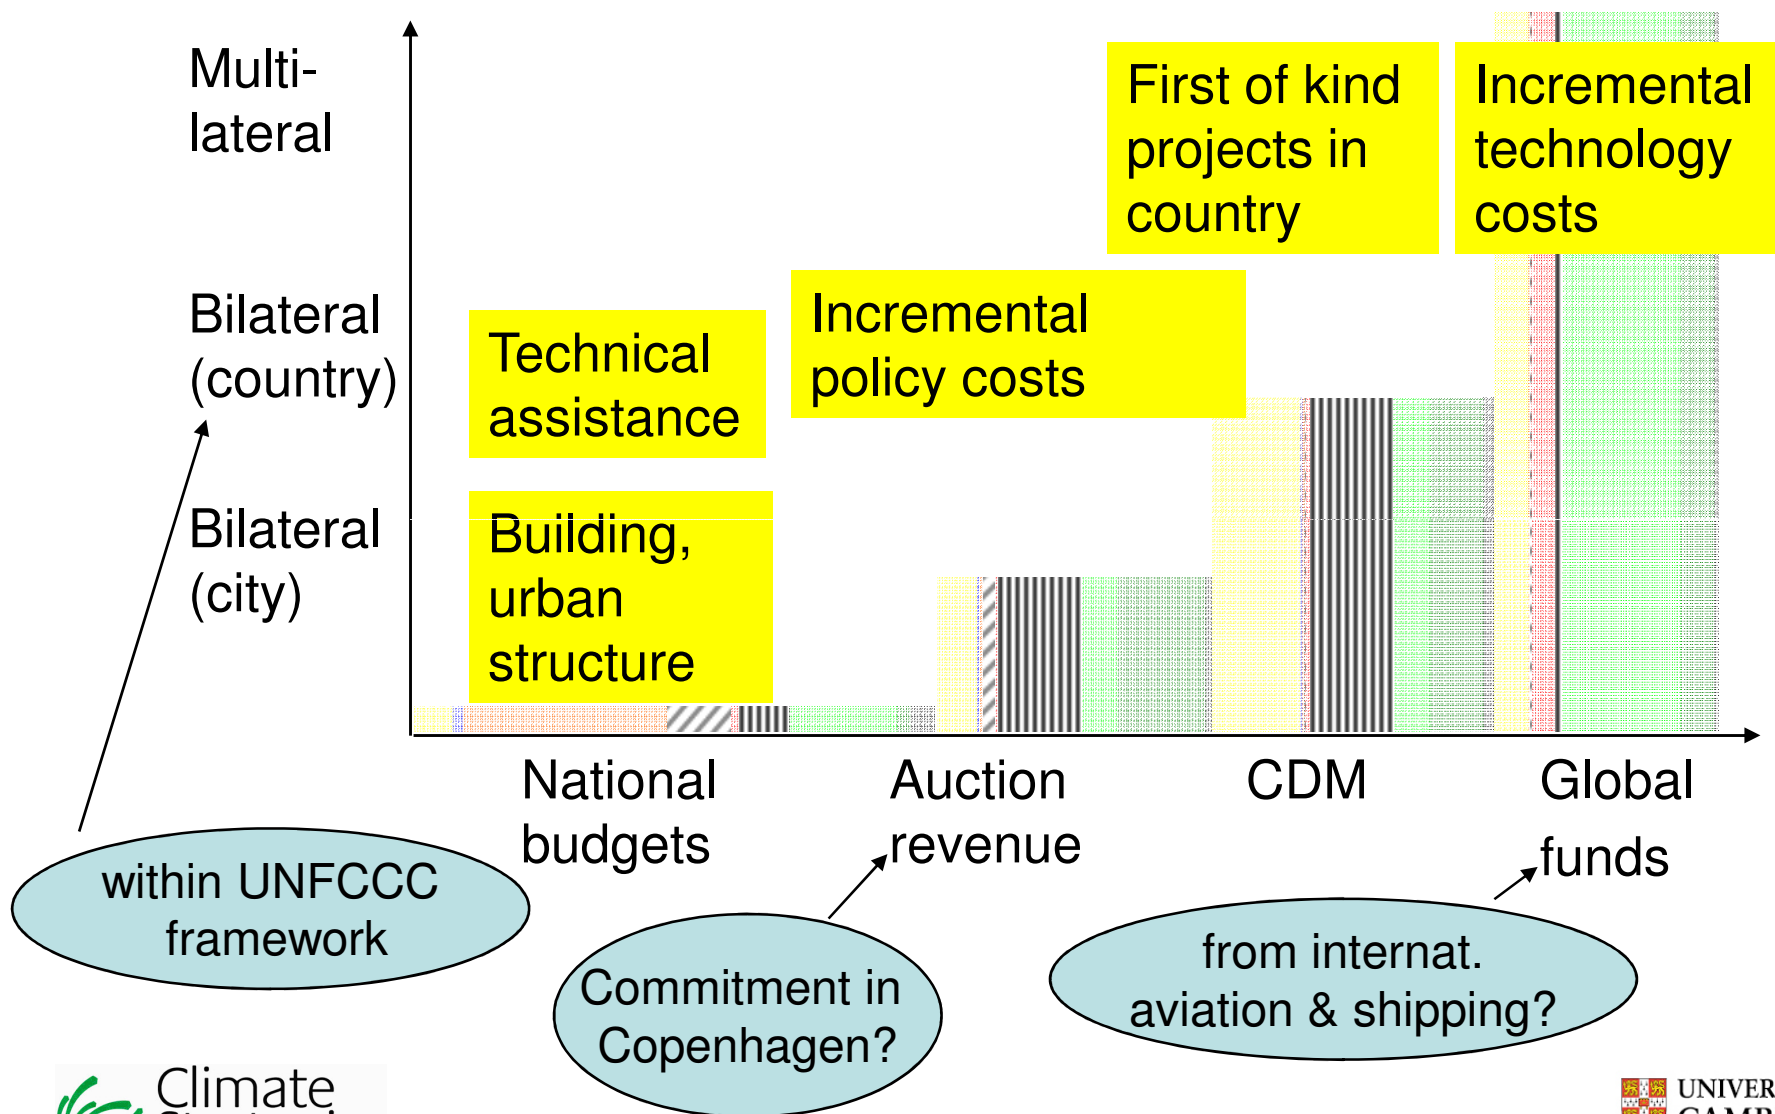 Multi-
lateral
First of kind
projects in
country
Incremental
technology
costs
Bilateral
(country)
Technical
assistance
Incremental
policy costs
Bilateral
(city)
Building,
urban
structure
National
budgets
Auction
revenue
CDM
Global
funds
within UNFCCC
framework
Commitment in
Copenhagen?
from internat.
aviation & shipping?
Climate
UNIVER